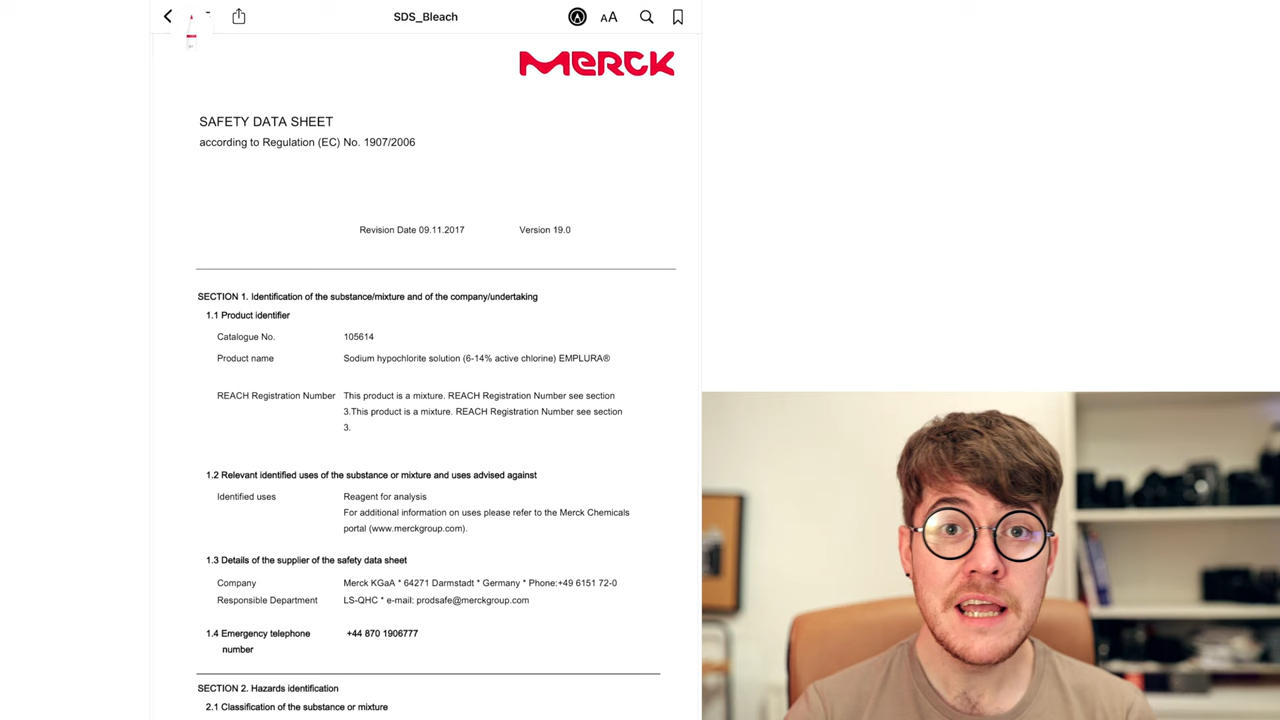 SDS_Bleach
AA
MERCK
SAFETY DATA SHEET
according to Regulation (EC) No. 1907/2006
Revision Date 09.11.2017 Version 19.0
SECTION 1. Identification of the substance/mixture and of the company/undertaking
1.1 Product identifier
Catalogue No. 105614
Product name Sodium hypochlorite solution (6-14% active chlorine) EMPLURA®
REACH Registration Number This product is a mixture. REACH Registration Number see section
3.This product is a mixture. REACH Registration Number see section
3.
1.2 Relevant identified uses of the substance or mixture and uses advised against
Identified uses Reagent for analysis
For additional information on uses please refer to the Merck Chemicals
portal (www.merckgroup.com).
1.3 Details of the supplier of the safety data sheet
Company Merck KGaA * 64271 Darmstadt * Germany * Phone:+49 6151 72-0
Responsible Department LS-QHC * e-mail: prodsafe@merckgroup.com
1.4 Emergency telephone +44 870 1906777
number
SECTION 2. Hazards identification
2.1 Classification of the substance or mixture